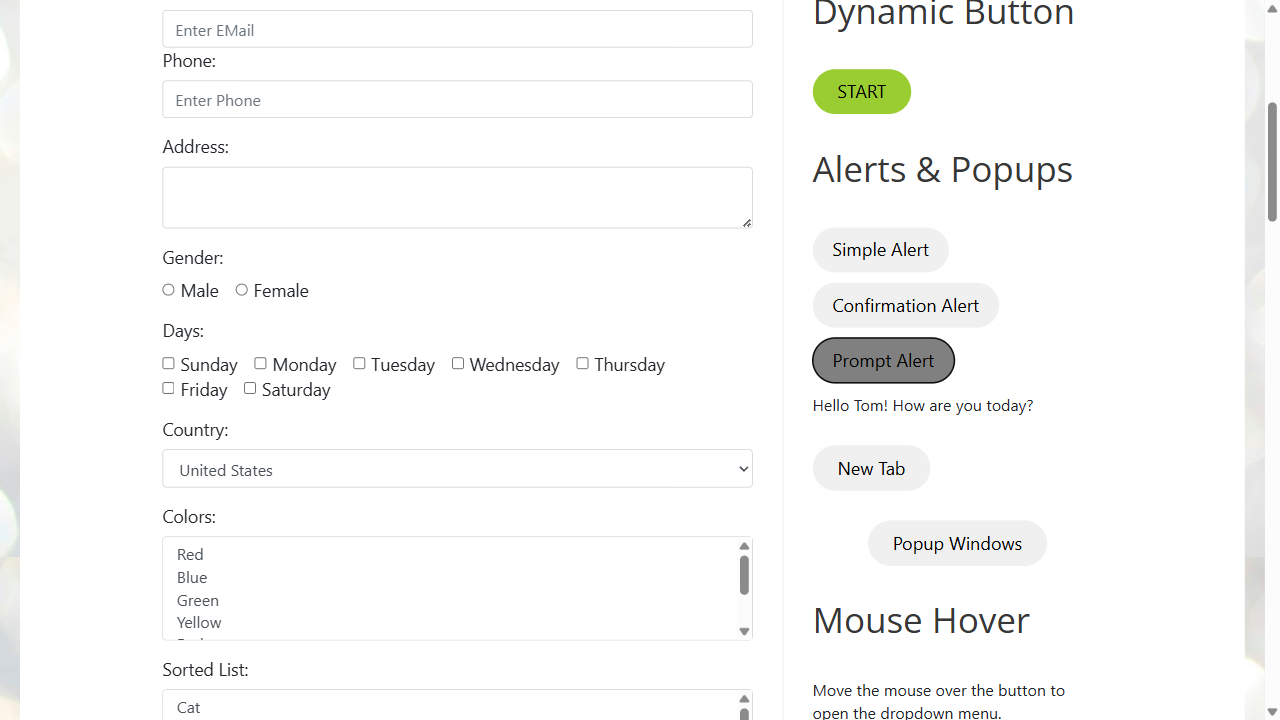 Enter EMail
Phone:
Enter Phone
Address:
Gender:
Male Female
Days:
Sunday Monday Tuesday Wednesday Thursday
Friday Saturday
Country:
United States
Colors:
Red
Blue
Green
Yellow
Sorted List:
Cat
Dynamic Button
START
Alerts & Popups
Simple Alert
Confirmation Alert
Prompt Alert
Hello Tom! How are you today?
New Tab
Popup Windows
Mouse Hover
Move the mouse over the button to
open the dropdown menu.